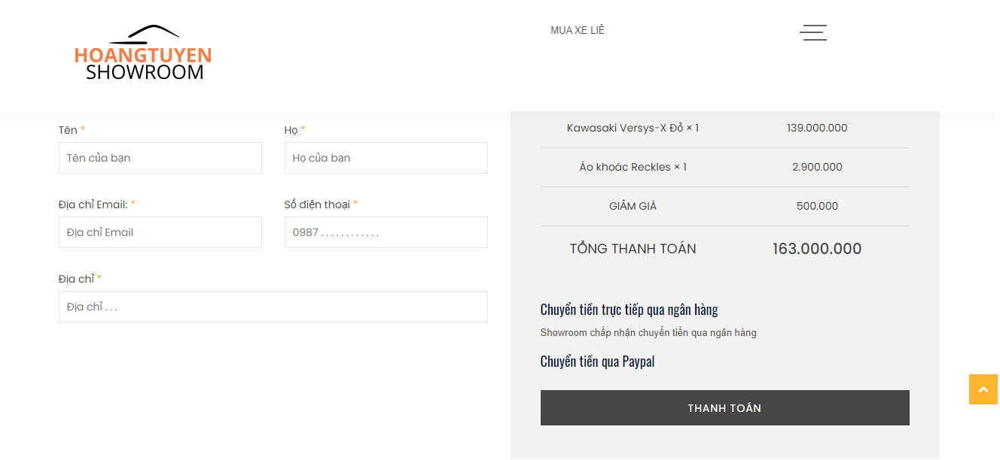 HOANGTUYEN
SHOWROOM
MUA XE LIÊ
Tên *
Họ *
Tên của bạn
Họ của bạn
Địa chỉ Email: *
Số điện thoại *
Địa chỉ Email
0987 . . . . . . . . . . . .
Địa chỉ *
Địa chỉ . . .
Kawasaki Versys-X Đỏ × 1 139.000.000
Áo khoác Reckles × 1 2.900.000
GIẢM GIÁ 500.000
TỔNG THANH TOÁN 163.000.000
Chuyển tiền trực tiếp qua ngân hàng
Showroom chấp nhận chuyển tiền qua ngân hàng
Chuyển tiền qua Paypal
THANH TOÁN